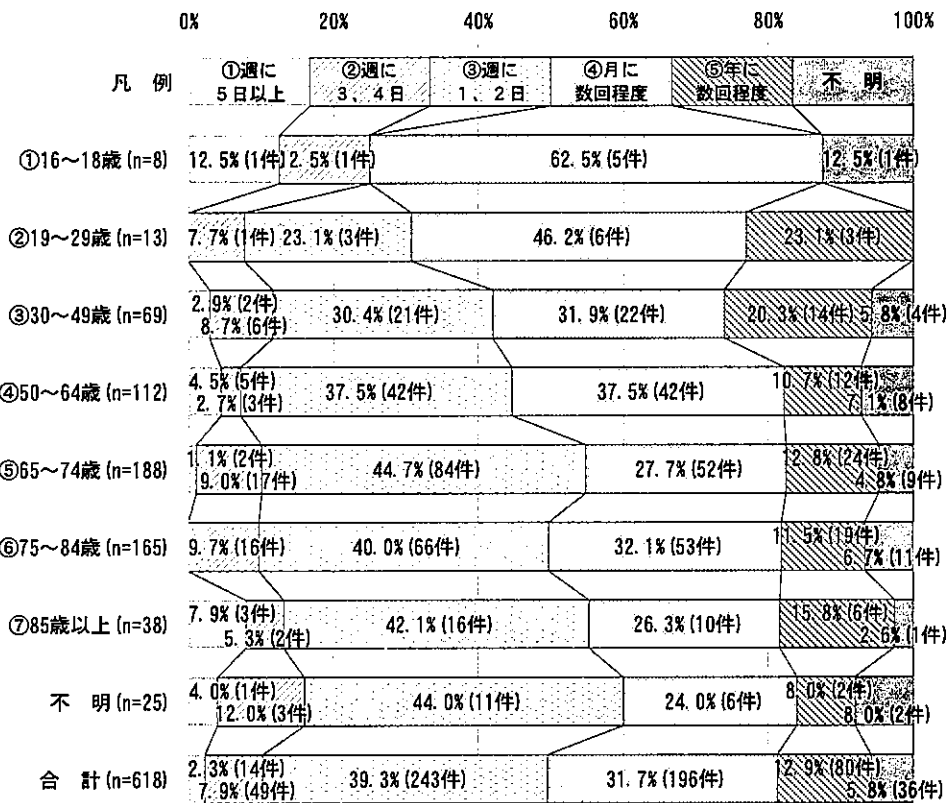 0% 20% 40% 60% 80% 100%
凡 例 ①週に 5日以上 ②週に 3、4日 ③週に 1、2日 ④月に 数回程度 ⑤年に 数回程度 不 明
①16～18歳(n=8) 12.5%(1件) 2.5%(1件) 62.5%(5件) 12.5%(1件)
②19～29歳(n=13) 7.7%(1件) 23.1%(3件) 46.2%(6件) 23.1%(3件)
③30～49歳(n=69) 2.9%(2件) 8.7%(6件) 30.4%(21件) 31.9%(22件) 20.3%(14件) 5.8%(4件)
④50～64歳(n=112) 4.5%(5件) 2.7%(3件) 37.5%(42件) 37.5%(42件) 10.7%(12件) 7.1%(8件)
⑤65～74歳(n=188) 1.1%(2件) 9.0%(17件) 44.7%(84件) 27.7%(52件) 12.8%(24件) 4.8%(9件)
⑥75～84歳(n=165) 9.7%(16件) 40.0%(66件) 32.1%(53件) 11.5%(19件) 6.7%(11件)
⑦85歳以上(n=38) 7.9%(3件) 5.3%(2件) 42.1%(16件) 26.3%(10件) 15.8%(6件) 2.6%(1件)
不 明(n=25) 4.0%(1件) 12.0%(3件) 44.0%(11件) 24.0%(6件) 8.0%(2件) 8.0%(2件)
合 計(n=618) 2.3%(14件) 7.9%(49件) 39.3%(243件) 31.7%(196件) 12.9%(80件) 5.8%(36件)